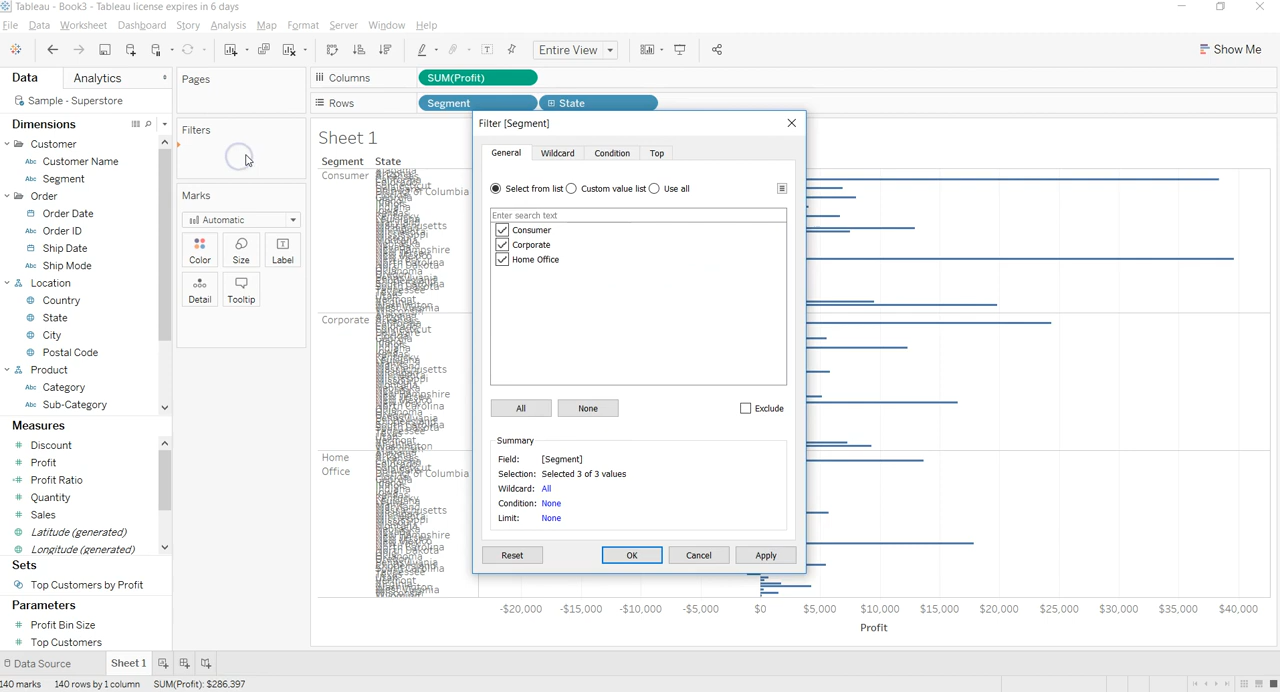 Tableau - Book3 - Tableau license expires in 6 days
File Data Worksheet Dashboard Story Analysis Map Format Server Window Help
Entire View
Show Me
Data Analytics
Pages
Columns SUM(Profit)
Sample - Superstore
Rows Segment State
Dimensions
Filters
Customer
Customer Name
Segment
Order
Order Date
Order ID
Ship Date
Ship Mode
Location
Country
State
City
Postal Code
Product
Category
Sub-Category
Measures
Discount
Profit
Profit Ratio
Quantity
Sales
Latitude (generated)
Longitude (generated)
Sets
Top Customers by Profit
Parameters
Profit Bin Size
Top Customers
Marks
Automatic
Color Size Label
Detail Tooltip
Sheet 1
Segment State
Consumer
Corporate
Home
Office
Filter [Segment]
General Wildcard Condition Top
Select from list Custom value list Use all
Enter search text
Consumer
Corporate
Home Office
All None Exclude
Summary
Field: [Segment]
Selection: Selected 3 of 3 values
Wildcard: All
Condition: None
Limit: None
Reset OK Cancel Apply
-$20,000 -$15,000 -$10,000 -$5,000 $0 $5,000 $10,000 $15,000 $20,000 $25,000 $30,000 $35,000 $40,000
Profit
Data Source Sheet 1
140 marks 140 rows by 1 column SUM(Profit): $286,397